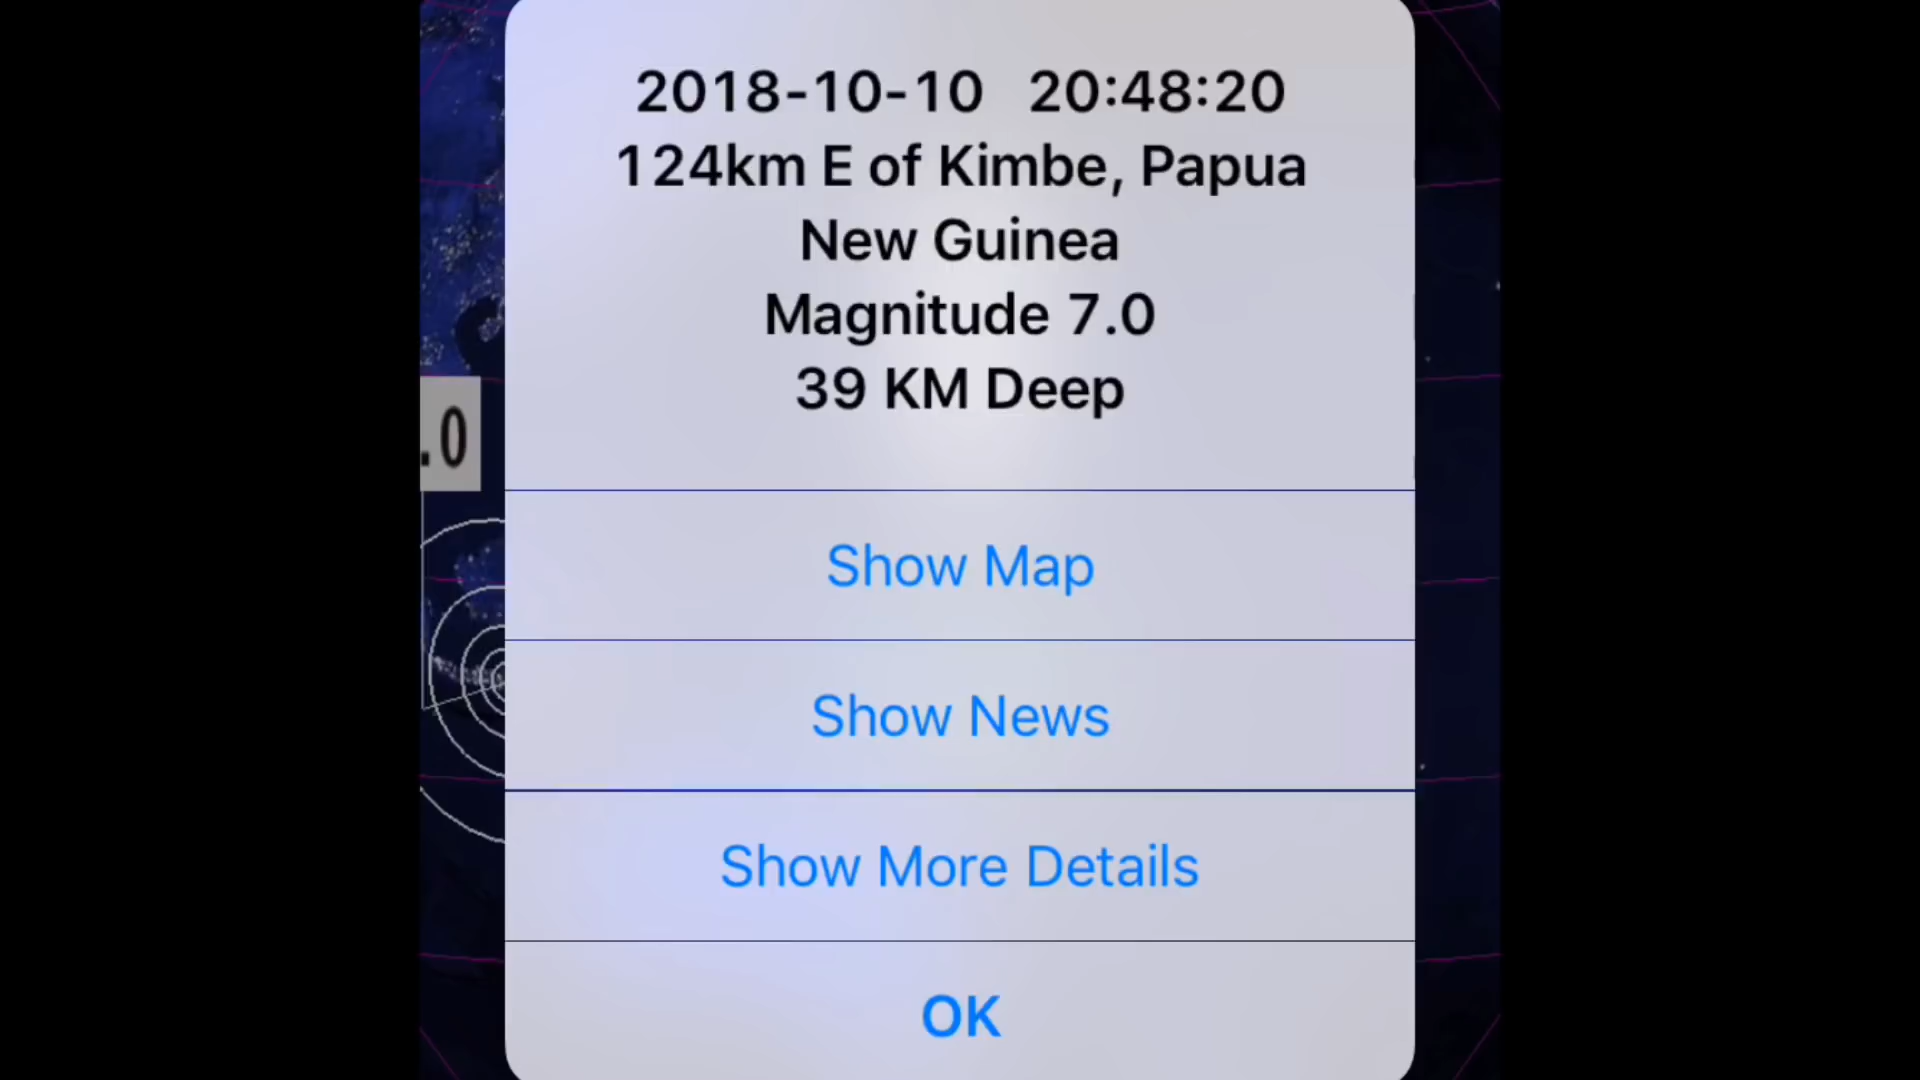 2018-10-10 20:48:20
124km E of Kimbe, Papua
New Guinea
Magnitude 7.0
39 KM Deep
.0
Show Map
Show News
Show More Details
OK